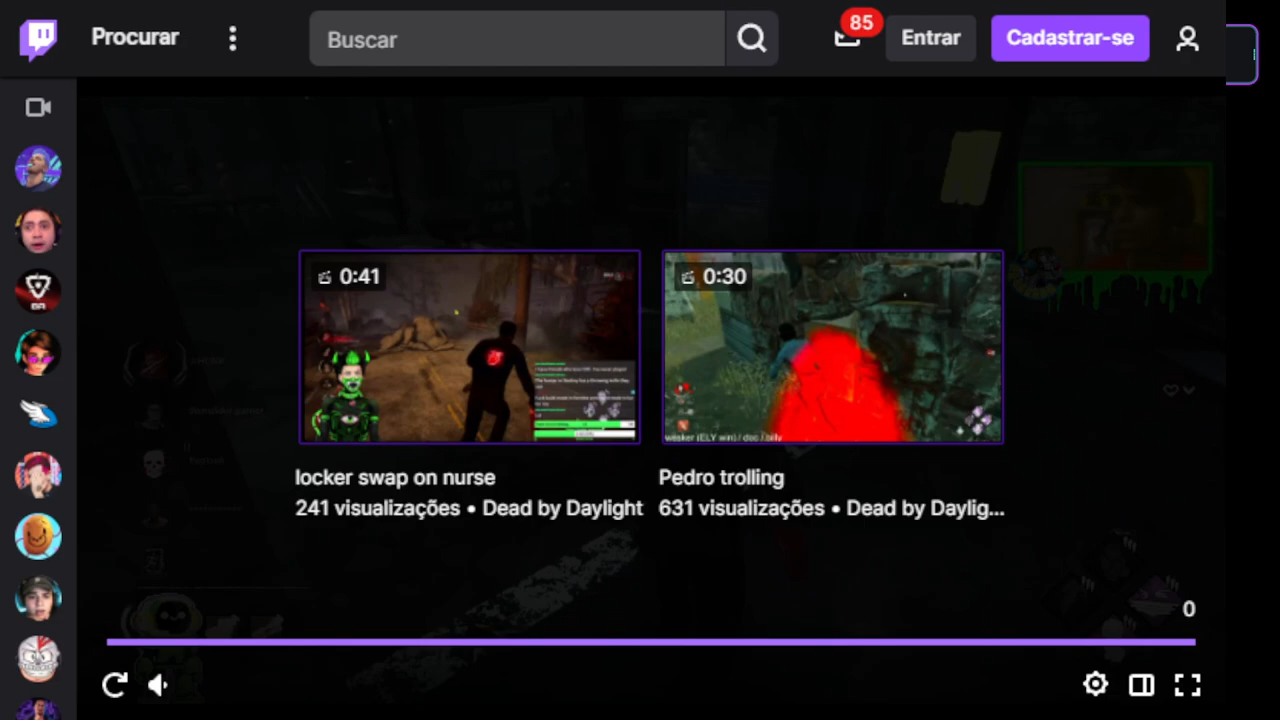 Procurar
Buscar
85
Entrar
Cadastrar-se
0:41
0:30
locker swap on nurse
Pedro trolling
241 visualizações • Dead by Daylight
631 visualizações • Dead by Daylig...
0